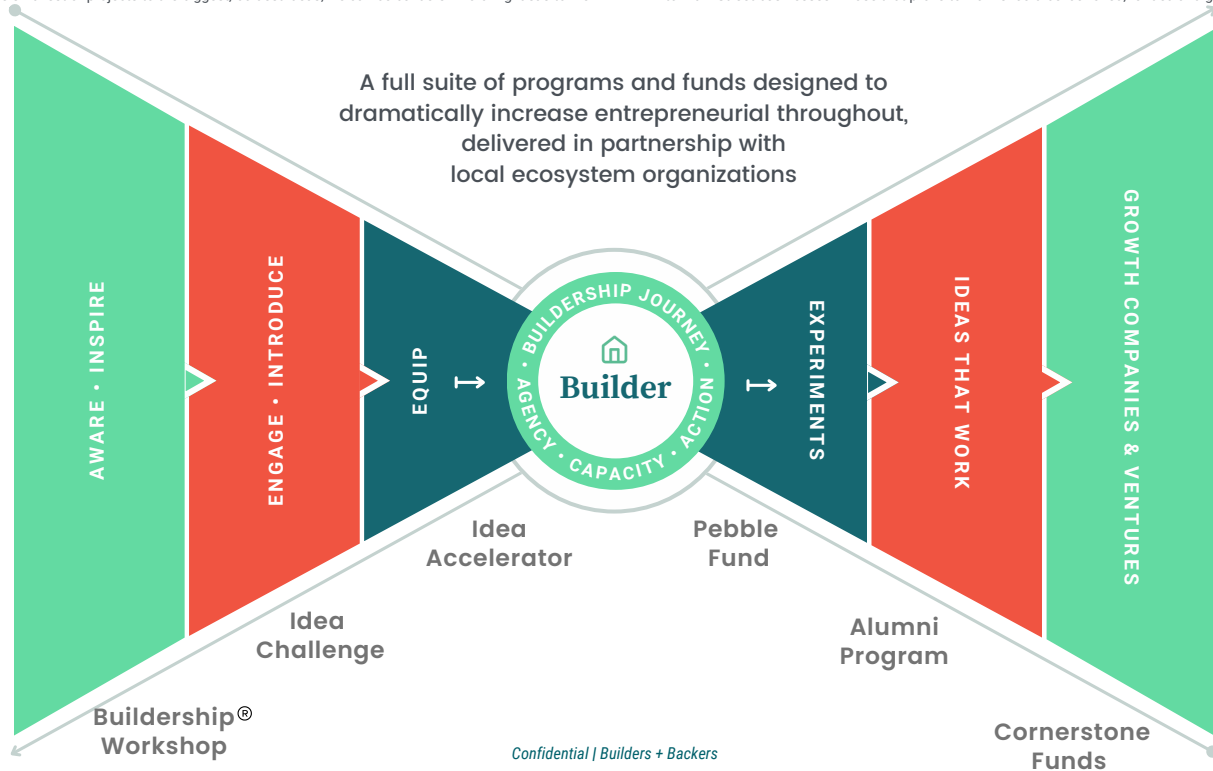 A full suite of programs and funds designed to
dramatically increase entrepreneurial throughout,
delivered in partnership with
local ecosystem organizations
AWARE • INSPIRE
ENGAGE • INTRODUCE
EQUIP
• BUILDERSHIP JOURNEY •
AGENCY • CAPACITY • ACTION
Builder
EXPERIMENTS
IDEAS THAT WORK
GROWTH COMPANIES & VENTURES
Idea
Accelerator
Pebble
Fund
Idea
Challenge
Alumni
Program
Buildership®
Workshop
Cornerstone
Funds
Confidential | Builders + Backers